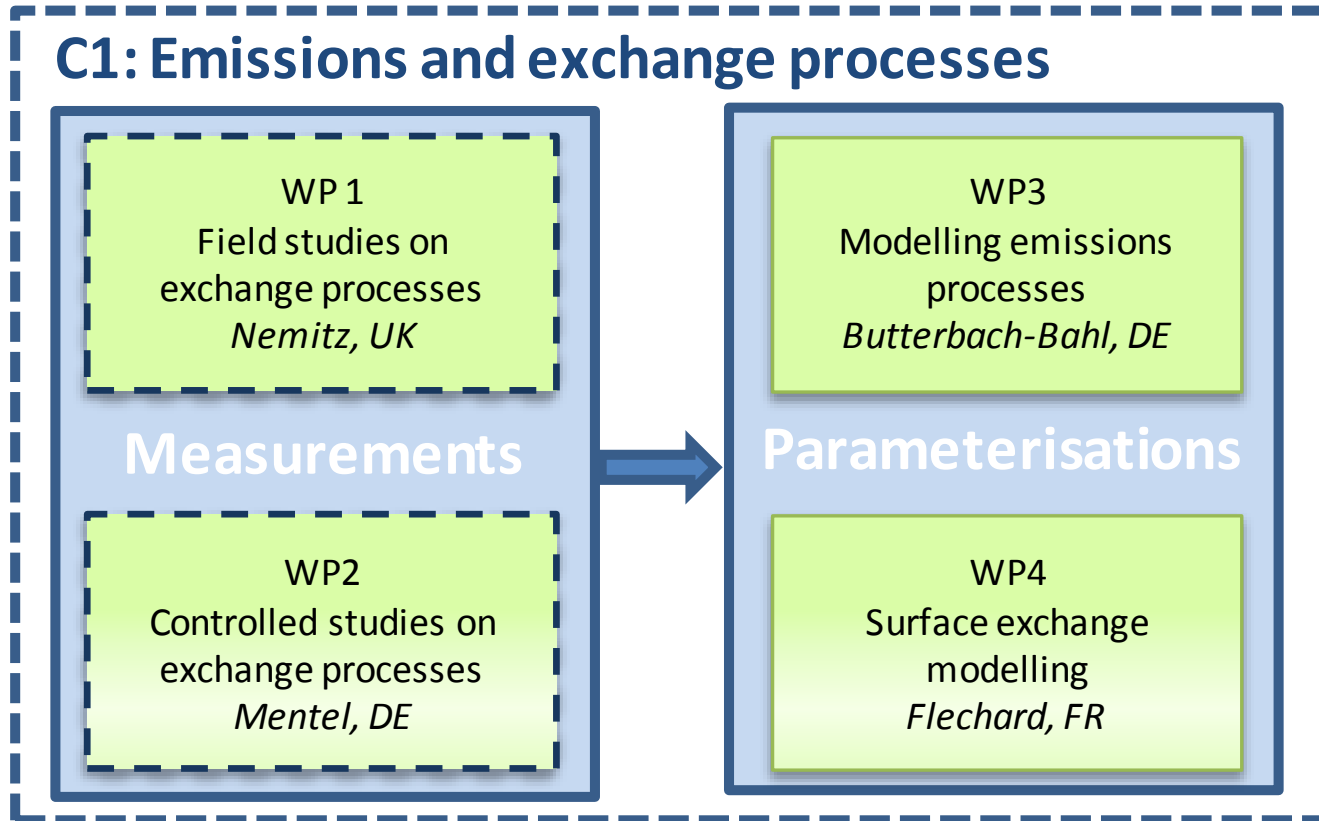 C1: Emissions and exchange processes
WP 1
Field studies on
exchange processes
Nemitz, UK
Measurements
WP2
Controlled studies on
exchange processes
Mentel, DE
WP3
Modelling emissions
processes
Butterbach-Bahl, DE
Parameterisations
WP4
Surface exchange
modelling
Flechard, FR